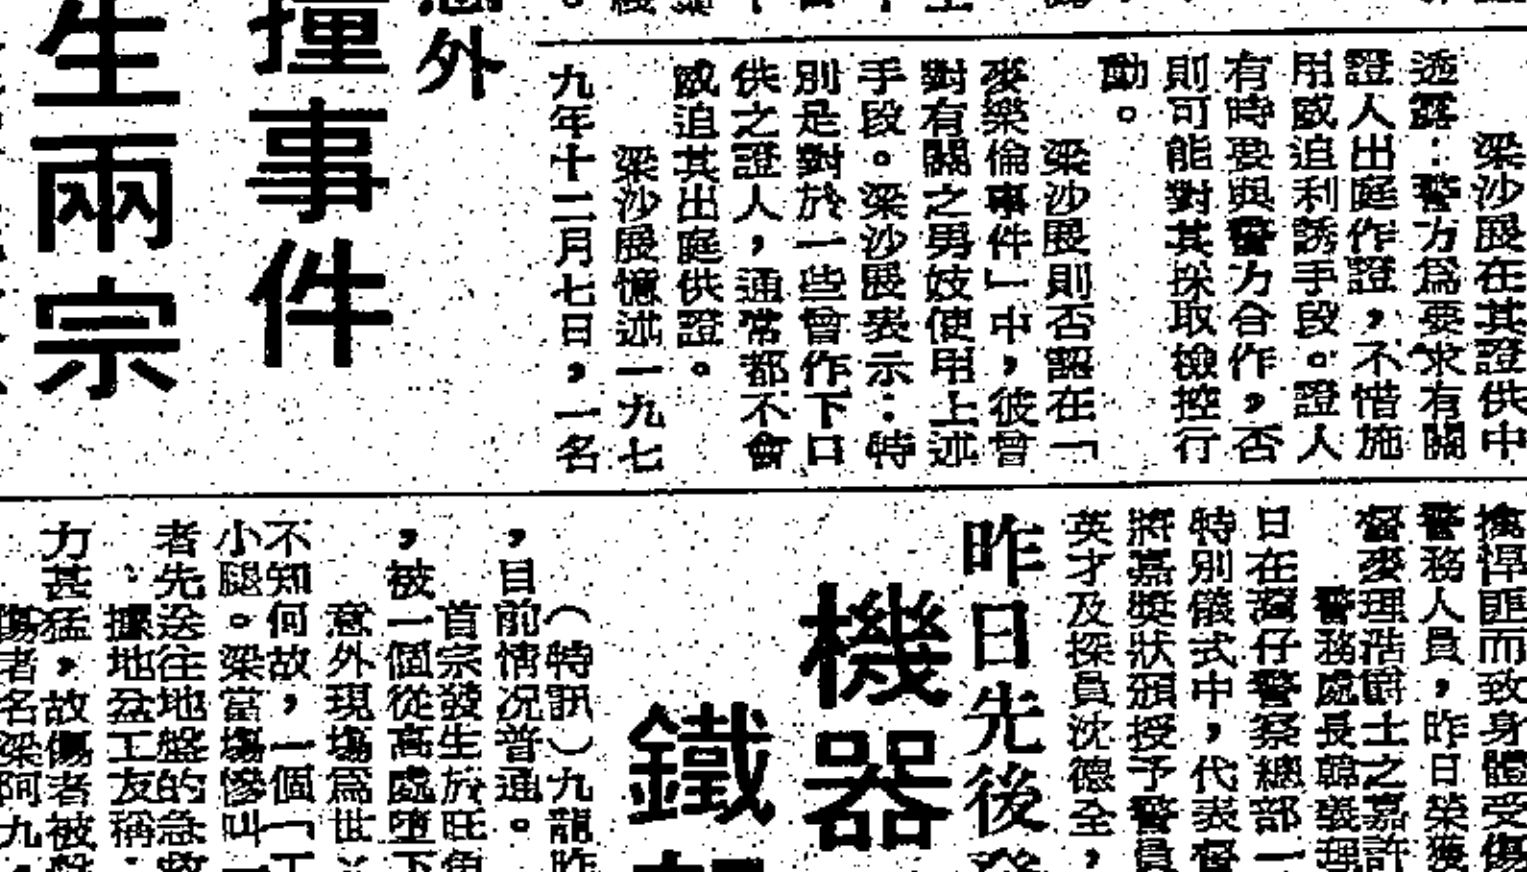 梁沙展在其證供中
透露：警方為要求有關
證人出庭作證，不惜施
用威迫利誘手段。證人
有時要與警方合作，否
則可能對其採取檢控行
動。
梁沙展則否認在「
麥樂倫事件」中，彼曾
對有關之男妓使用上述
手段。梁沙展表示：特
別是對於一些曾作下口
供之證人，通常都不會
威迫其出庭供證。
梁沙展憶述一九七
九年十二月七日，一名
意外
撞事件
生兩宗
擒悍匪而致身體受傷
警務人員，昨日榮獲
督麥理浩爵士之嘉許
警務處長韓義理
日在灣仔警察總部一
特別儀式中，代表督
將嘉獎狀頒授予警員
英才及探員沈德全，
昨日先後發
機器
鐵
（特訊）九龍昨
，目前情况普通。
首宗發生於旺角
，被一個從高處墮下
意外現場為世
不知何故，一個「工
小腿。梁當場慘叫一
者先送往地盤的急救
據地盆工友稱：
力甚猛，故傷者被
傷者名梁阿九